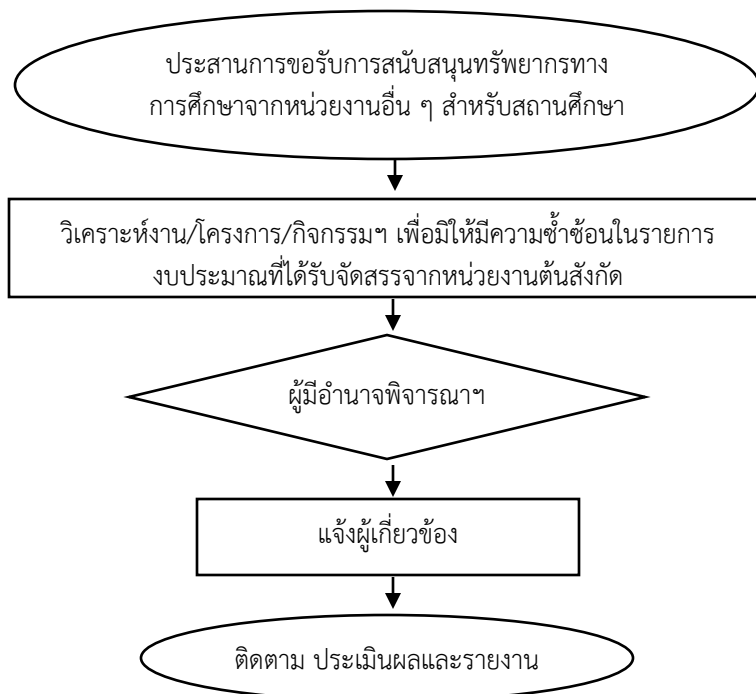 ประสานการขอรับการสนับสนุนทรัพยากรทาง
การศึกษาจากหน่วยงานอื่น ๆ สำหรับสถานศึกษา
วิเคราะห์งาน/โครงการ/กิจกรรมฯ เพื่อมิให้มีความซ้ำซ้อนในรายการ
งบประมาณที่ได้รับจัดสรรจากหน่วยงานต้นสังกัด
ผู้มีอำนาจพิจารณาฯ
แจ้งผู้เกี่ยวข้อง
ติดตาม ประเมินผลและรายงาน